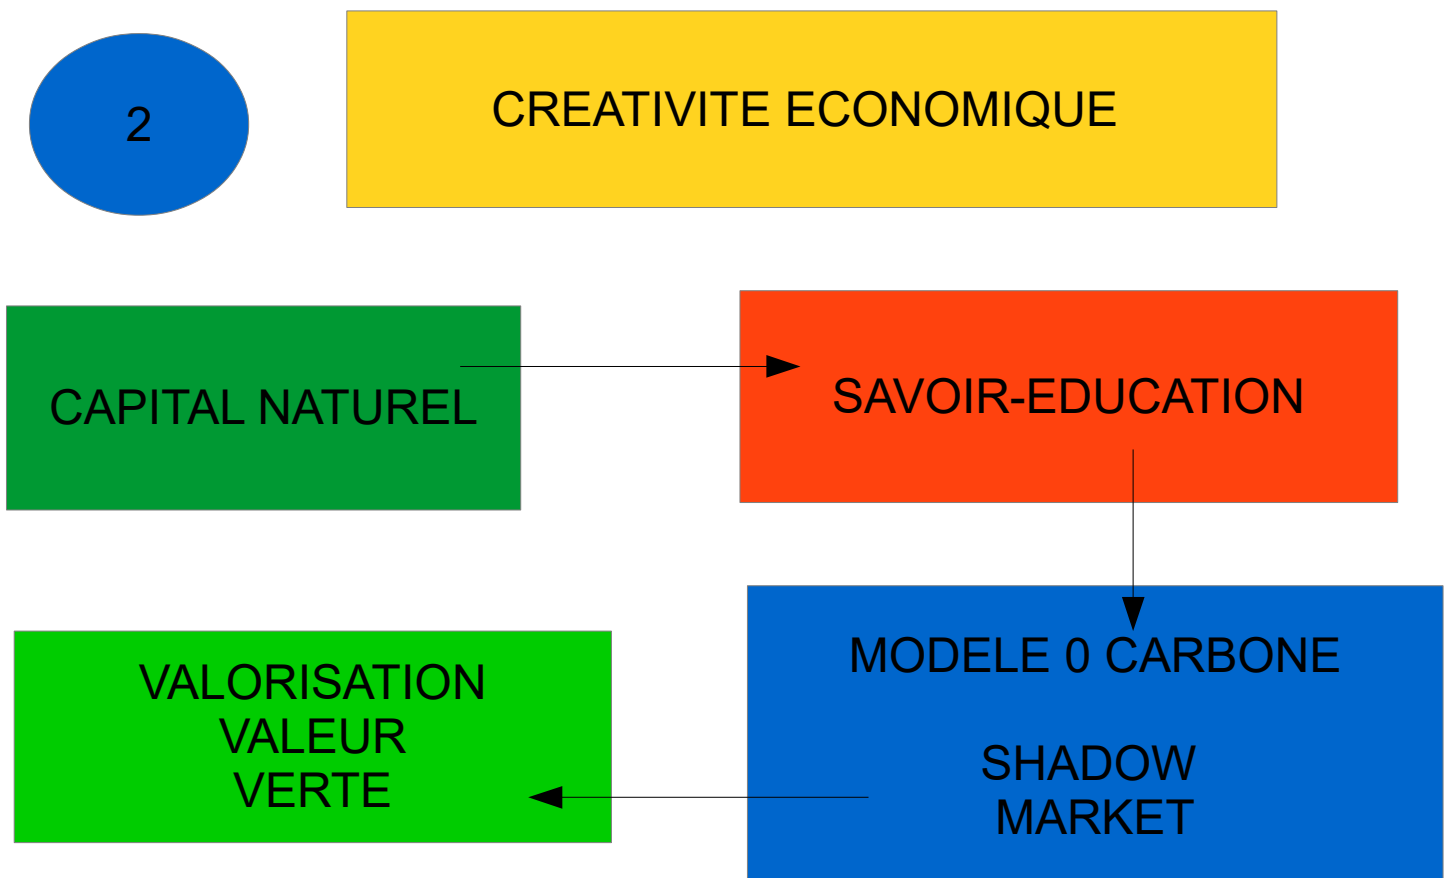 2
CREATIVITE ECONOMIQUE
CAPITAL NATUREL
SAVOIR-EDUCATION
MODELE 0 CARBONE
SHADOW
MARKET
VALORISATION
VALEUR
VERTE